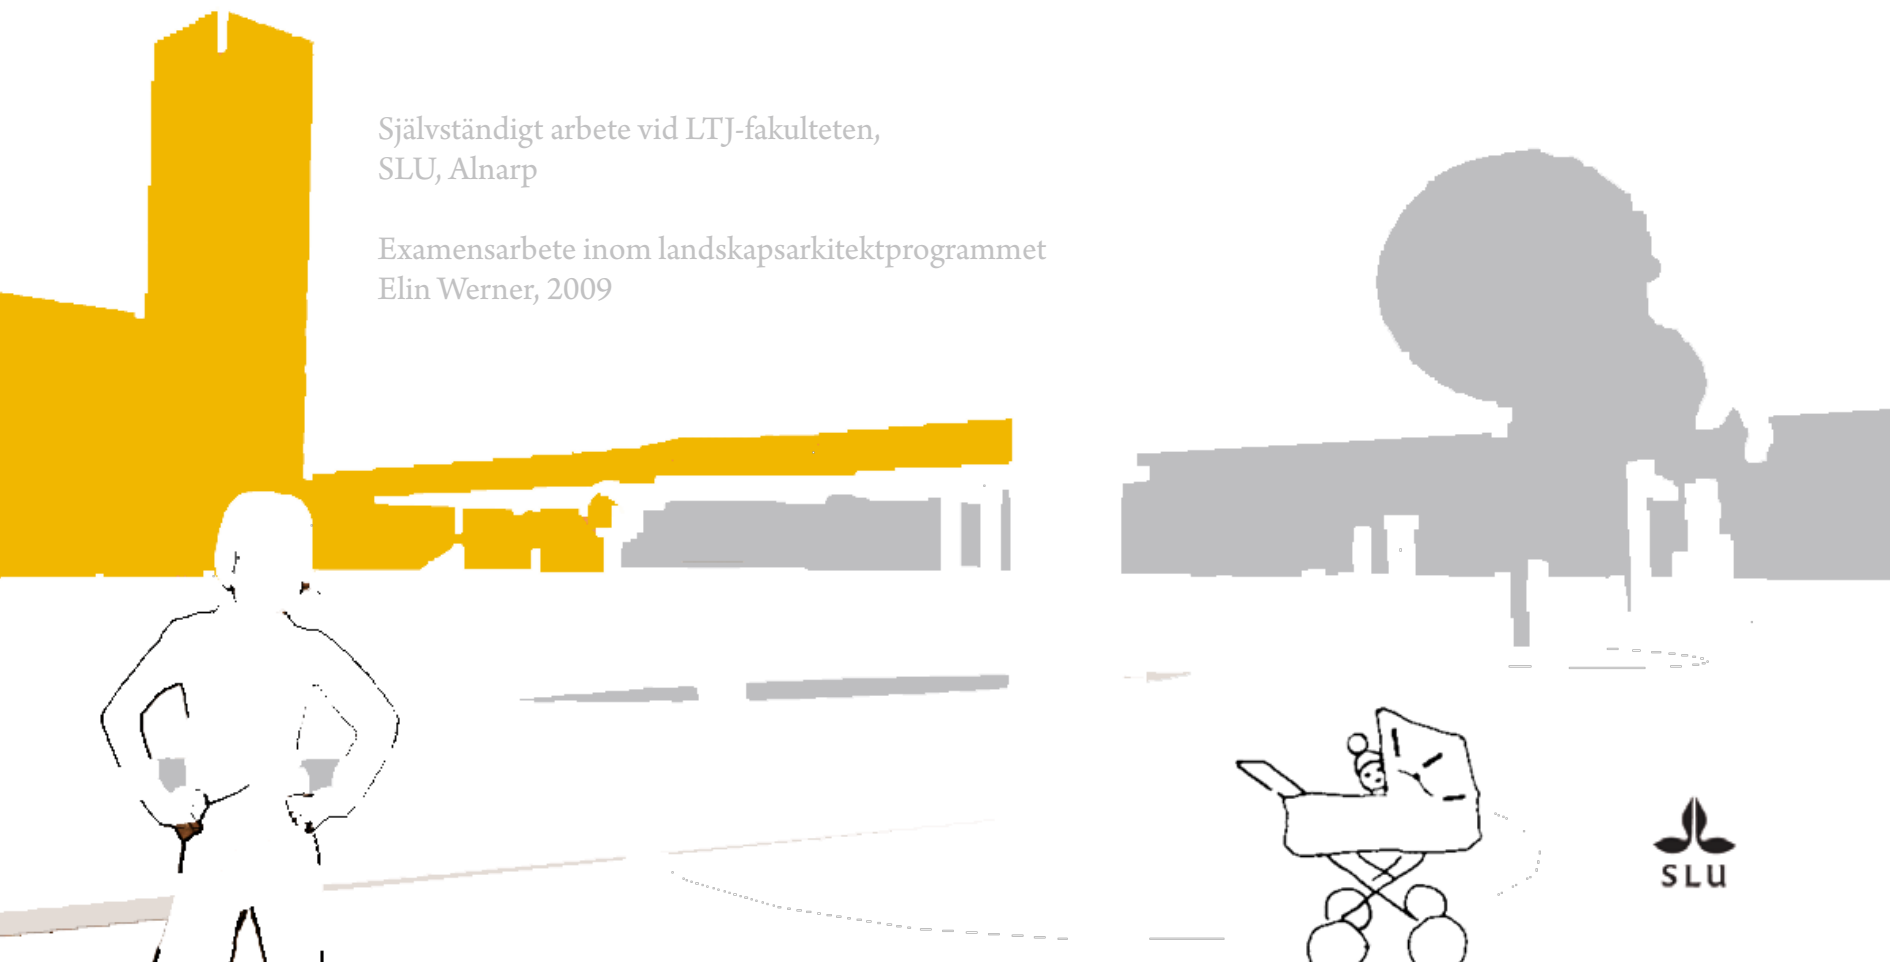 Självständigt arbete vid LTJ-fakulteten,
SLU, Alnarp
Examensarbete inom landskapsarkitektprogrammet
Elin Werner, 2009
SLU